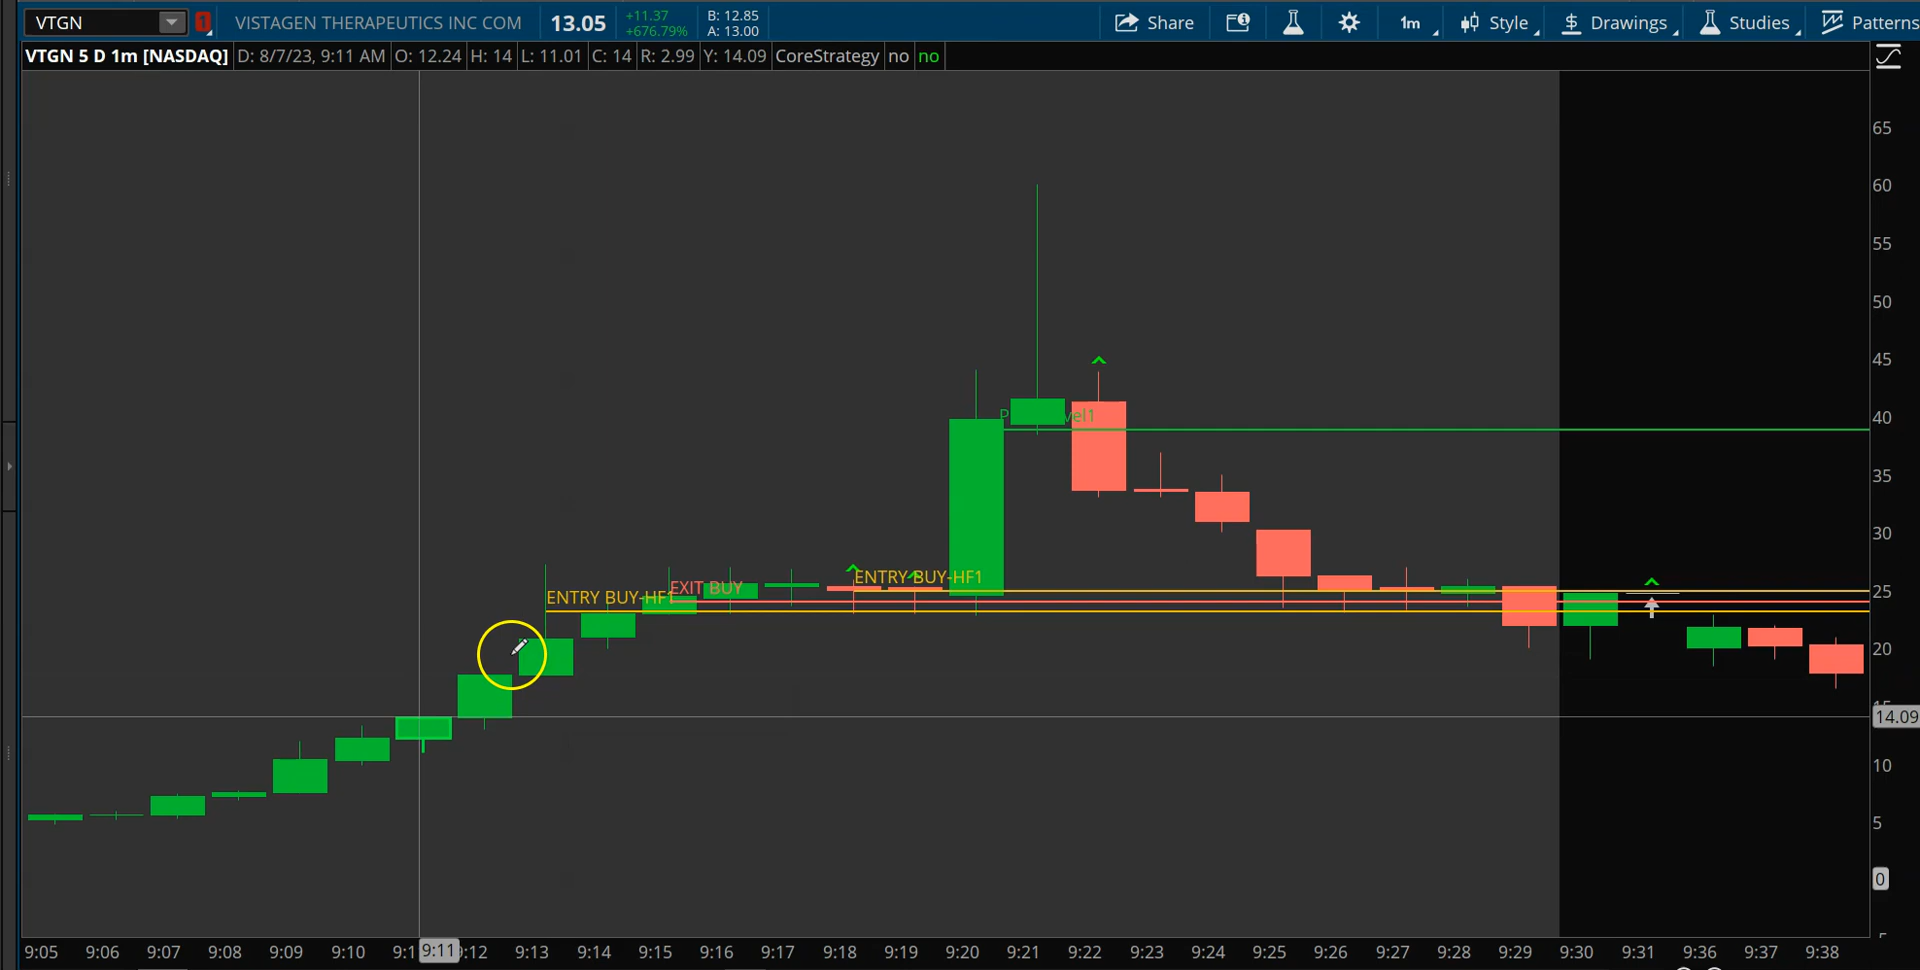 VTGN 1 VISTAGEN THERAPEUTICS INC COM 13.05 +11.37 B: 12.85 Share 1m Style Drawings Studies Patterns
+676.79% A: 13.00
VTGN 5 D 1m [NASDAQ] D: 8/7/23, 9:11 AM O: 12.24 H: 14 L: 11.01 C: 14 R: 2.99 Y: 14.09 CoreStrategy no no
65
60
55
50
45
40
35
30
25
20
14.09
10
5
0
ENTRY BUY-HF1
EXIT BUY
ENTRY BUY-HF1
9:05 9:06 9:07 9:08 9:09 9:10 9:11 9:12 9:13 9:14 9:15 9:16 9:17 9:18 9:19 9:20 9:21 9:22 9:23 9:24 9:25 9:26 9:27 9:28 9:29 9:30 9:31 9:36 9:37 9:38